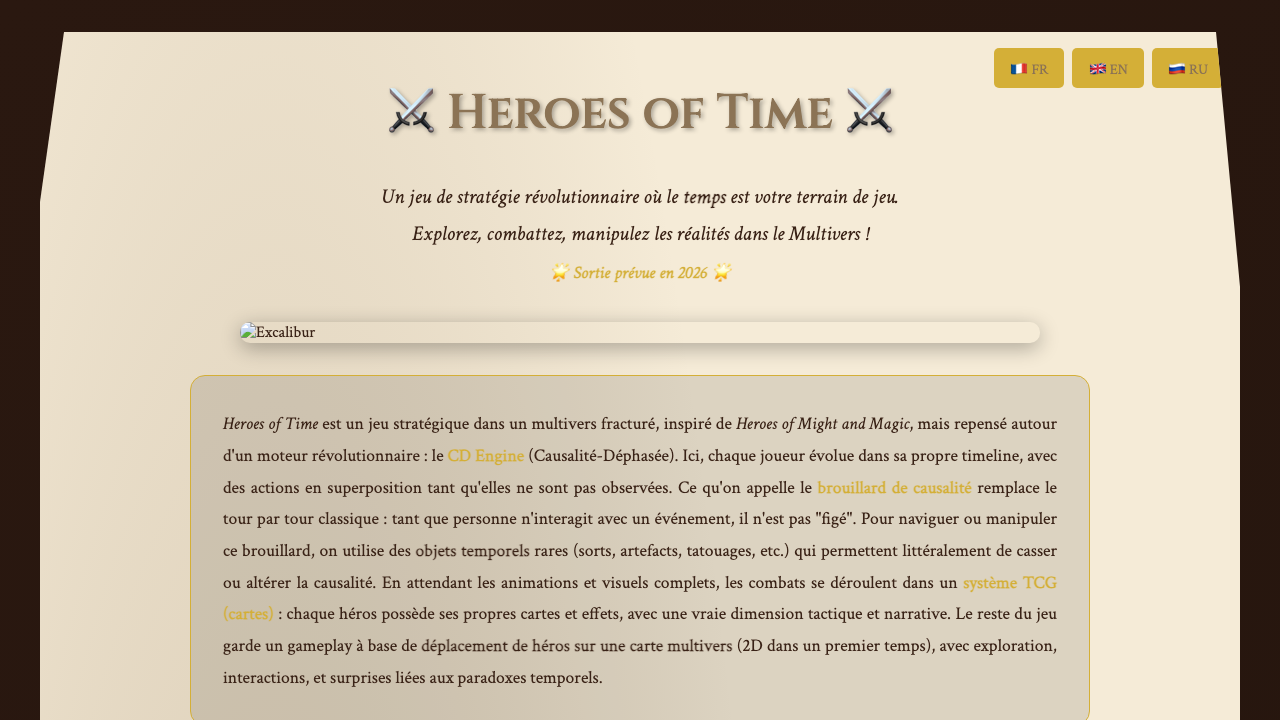 🇫🇷 FR
🇬🇧 EN
🇷🇺 RU
⚔️ Heroes of Time ⚔️
Un jeu de stratégie révolutionnaire où le temps est votre terrain de jeu.
Explorez, combattez, manipulez les réalités dans le Multivers !
🌟 Sortie prévue en 2026 🌟
Excalibur
Heroes of Time est un jeu stratégique dans un multivers fracturé, inspiré de Heroes of Might and Magic, mais repensé autour
d'un moteur révolutionnaire : le CD Engine (Causalité-Déphasée). Ici, chaque joueur évolue dans sa propre timeline, avec
des actions en superposition tant qu'elles ne sont pas observées. Ce qu'on appelle le brouillard de causalité remplace le
tour par tour classique : tant que personne n'interagit avec un événement, il n'est pas "figé". Pour naviguer ou manipuler
ce brouillard, on utilise des objets temporels rares (sorts, artefacts, tatouages, etc.) qui permettent littéralement de casser
ou altérer la causalité. En attendant les animations et visuels complets, les combats se déroulent dans un système TCG
(cartes) : chaque héros possède ses propres cartes et effets, avec une vraie dimension tactique et narrative. Le reste du jeu
garde un gameplay à base de déplacement de héros sur une carte multivers (2D dans un premier temps), avec exploration,
interactions, et surprises liées aux paradoxes temporels.